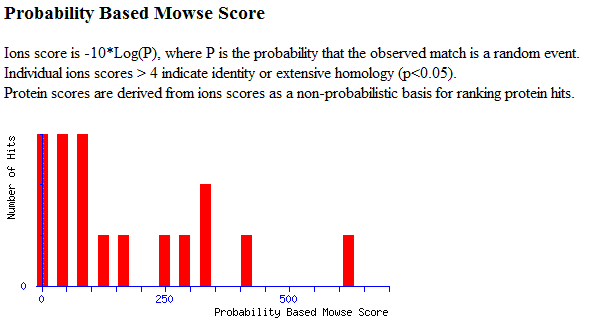 Probability Based Mowse Score
Ions score is -10*Log(P), where P is the probability that the observed match is a random event.
Individual ions scores > 4 indicate identity or extensive homology (p<0.05).
Protein scores are derived from ions scores as a non-probabilistic basis for ranking protein hits.
Number of Hits
0
0 250 500
Probability Based Mowse Score